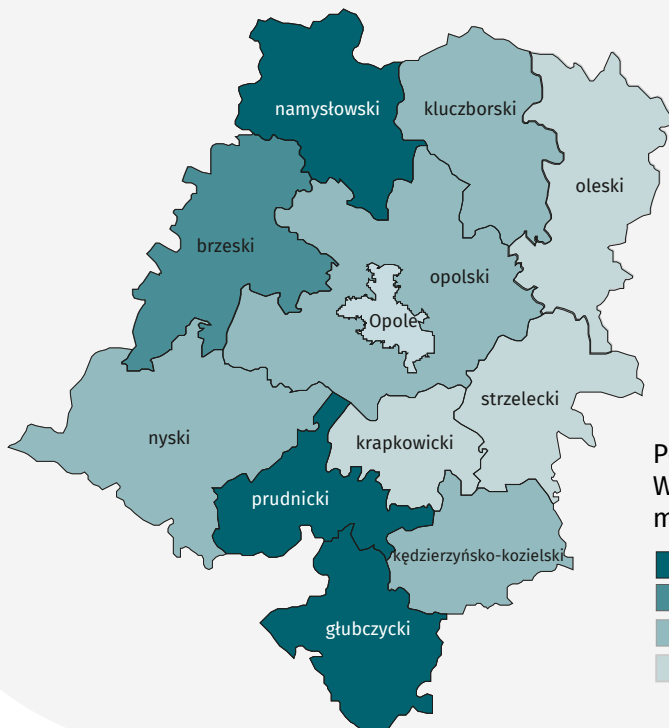 namysłowski
kluczborski
oleski
brzeski
opolski
Opole
strzelecki
nyski
krapkowicki
prudnicki
kędzierzyńsko-kozielski
głubczycki
P
W
m